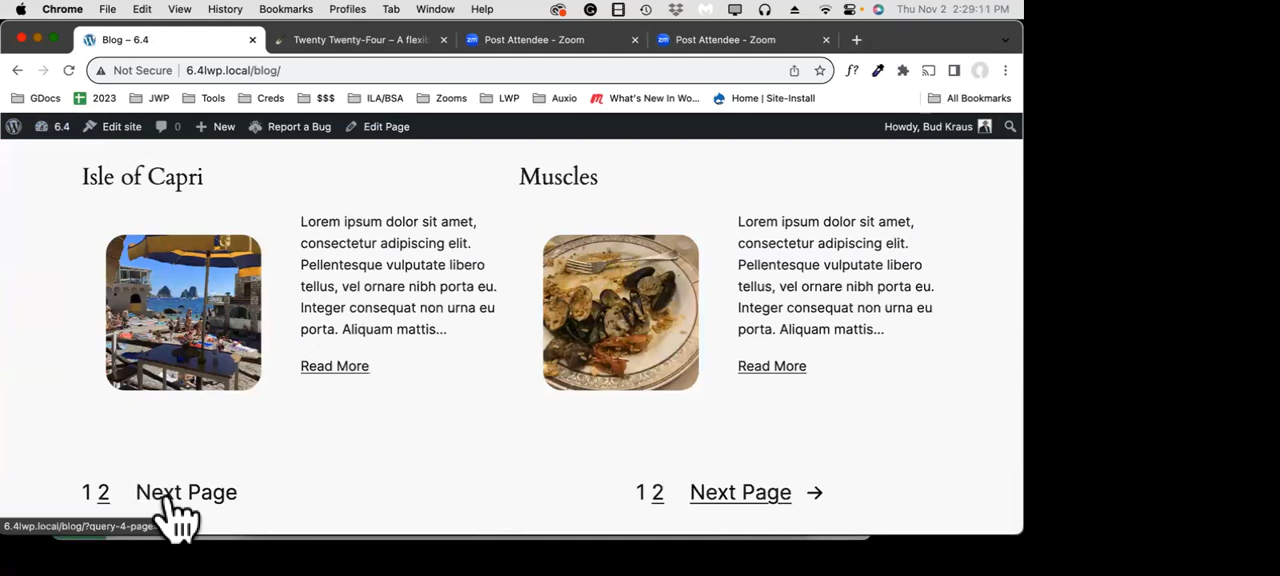 Chrome File Edit View History Bookmarks Profiles Tab Window Help Thu Nov 2 2:29:11 PM
Blog – 6.4 Twenty Twenty-Four – A flexib Post Attendee - Zoom Post Attendee - Zoom
Not Secure 6.4lwp.local/blog/ f?
GDocs 2023 JWP Tools Creds $$$ ILA/BSA Zooms LWP Auxio What's New In Wo... Home | Site-Install All Bookmarks
6.4 Edit site 0 New Report a Bug Edit Page Howdy, Bud Kraus
Isle of Capri
Lorem ipsum dolor sit amet,
consectetur adipiscing elit.
Pellentesque vulputate libero
tellus, vel ornare nibh porta eu.
Integer consequat non urna eu
porta. Aliquam mattis...
Read More
Muscles
Lorem ipsum dolor sit amet,
consectetur adipiscing elit.
Pellentesque vulputate libero
tellus, vel ornare nibh porta eu.
Integer consequat non urna eu
porta. Aliquam mattis...
Read More
1 2 Next Page
1 2 Next Page →
6.4lwp.local/blog/?query-4-page=